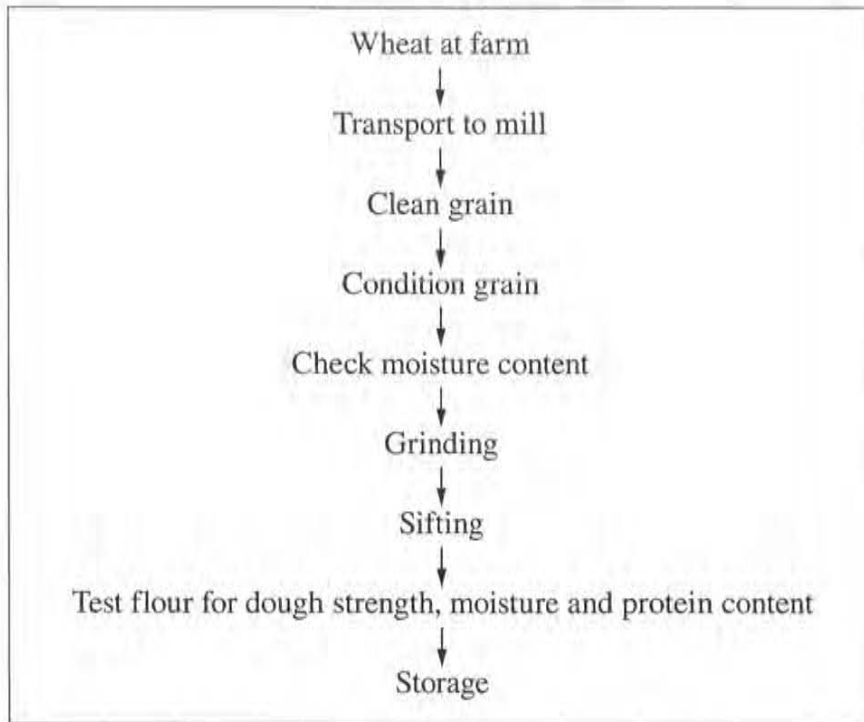 Wheat at farm
Transport to mill
Clean grain
Condition grain
Check moisture content
Grinding
Sifting
Test flour for dough strength, moisture and protein content
Storage